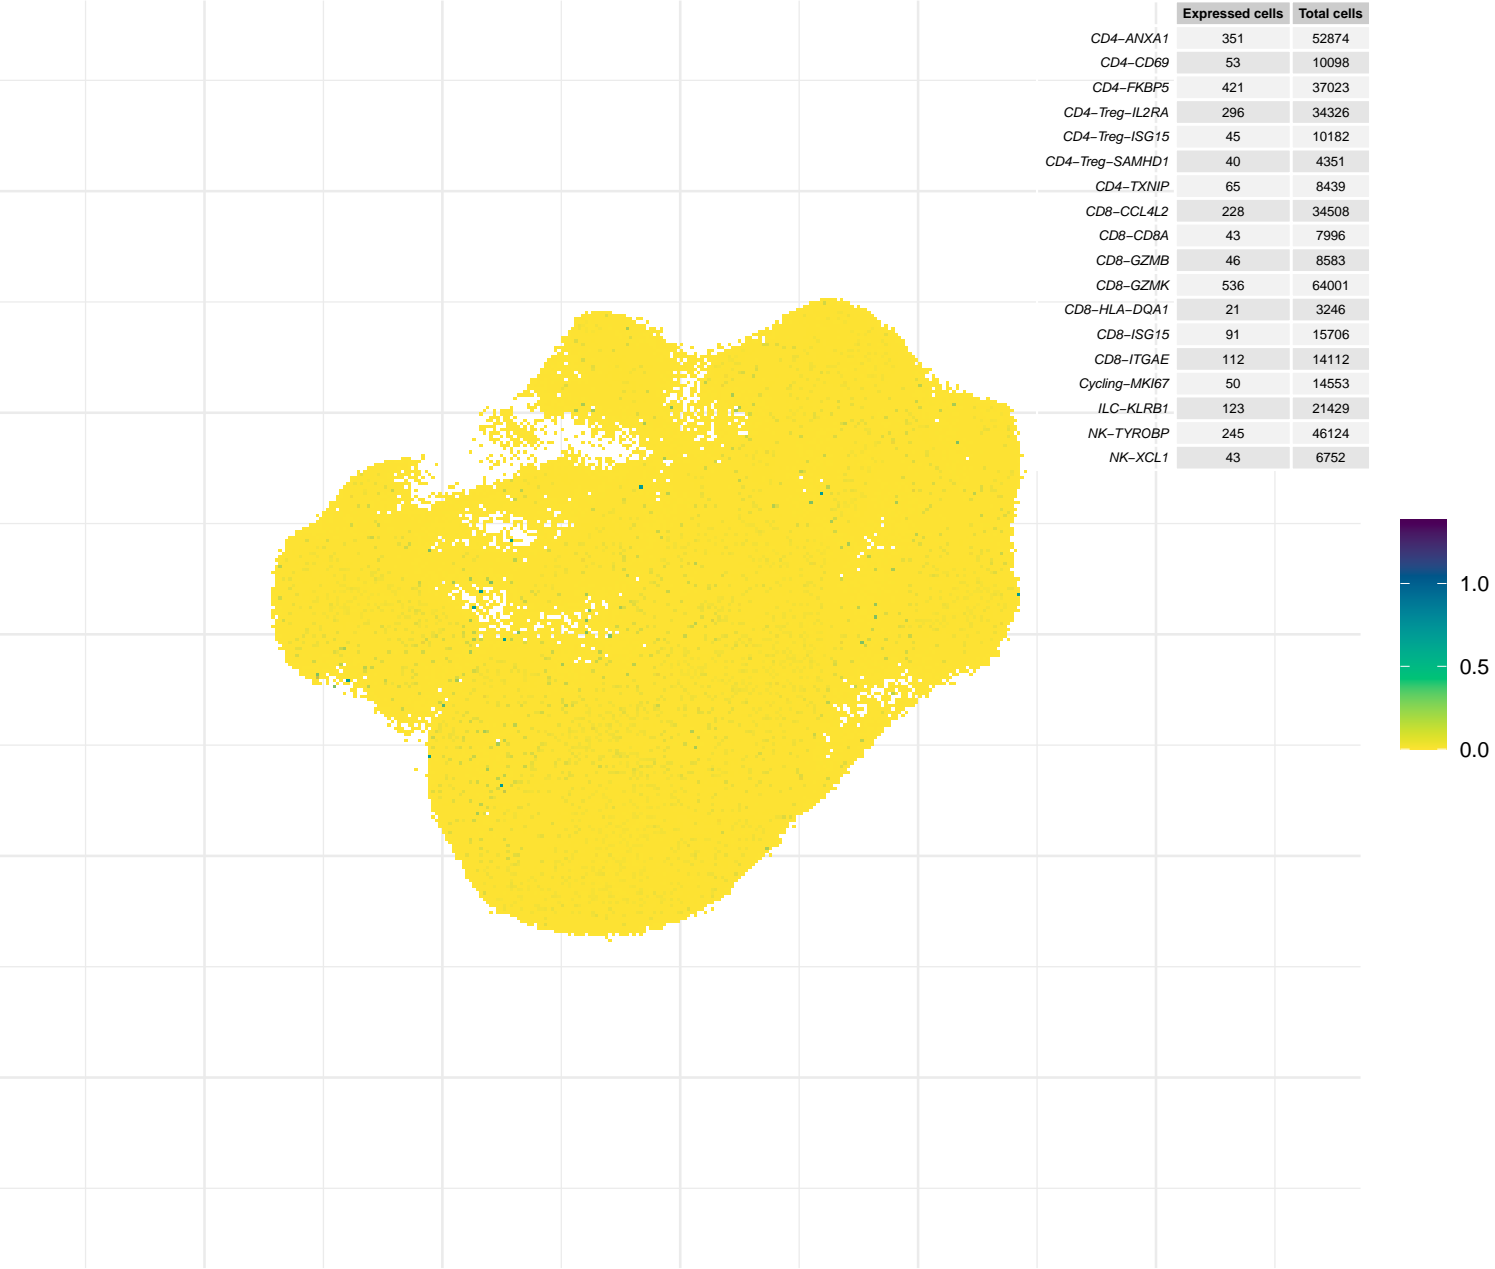 Expressed cells Total cells
CD4−ANXA1 351 52874
CD4−CD69 53 10098
CD4−FKBP5 421 37023
CD4−Treg−IL2RA 296 34326
CD4−Treg−ISG15 45 10182
CD4−Treg−SAMHD1 40 4351
CD4−TXNIP 65 8439
CD8−CCL4L2 228 34508
CD8−CD8A 43 7996
CD8−GZMB 46 8583
CD8−GZMK 536 64001
CD8−HLA−DQA1 21 3246
CD8−ISG15 91 15706
CD8−ITGAE 112 14112
Cycling−MKI67 50 14553
ILC−KLRB1 123 21429
NK−TYROBP 245 46124
NK−XCL1 43 6752
1.0
0.5
0.0